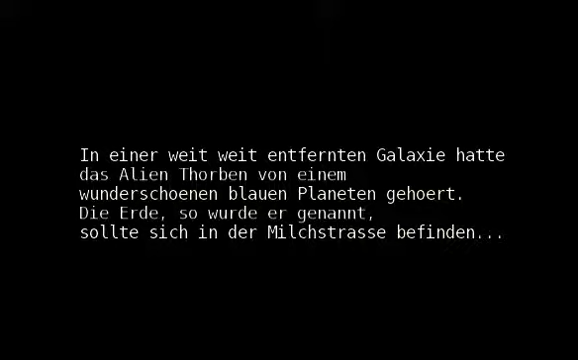 In einer weit weit entfernten Galaxie hatte
das Alien Thorben von einem
wunderschoenen blauen Planeten gehoert.
Die Erde, so wurde er genannt,
sollte sich in der Milchstrasse befinden...